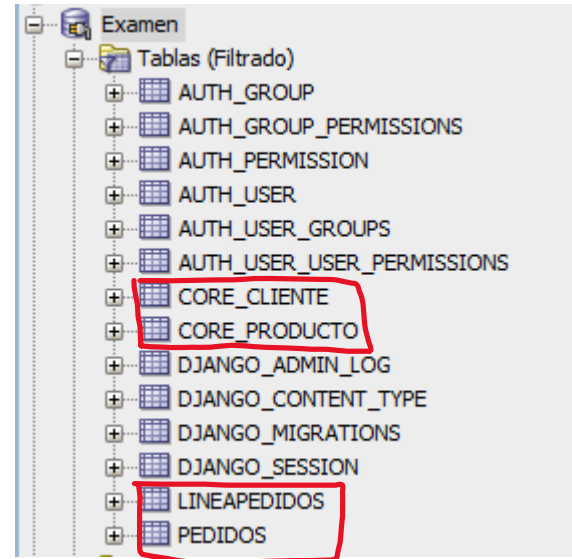 Examen
Tablas (Filtrado)
AUTH_GROUP
AUTH_GROUP_PERMISSIONS
AUTH_PERMISSION
AUTH_USER
AUTH_USER_GROUPS
AUTH_USER_USER_PERMISSIONS
CORE_CLIENTE
CORE_PRODUCTO
DJANGO_ADMIN_LOG
DJANGO_CONTENT_TYPE
DJANGO_MIGRATIONS
DJANGO_SESSION
LINEAPEDIDOS
PEDIDOS